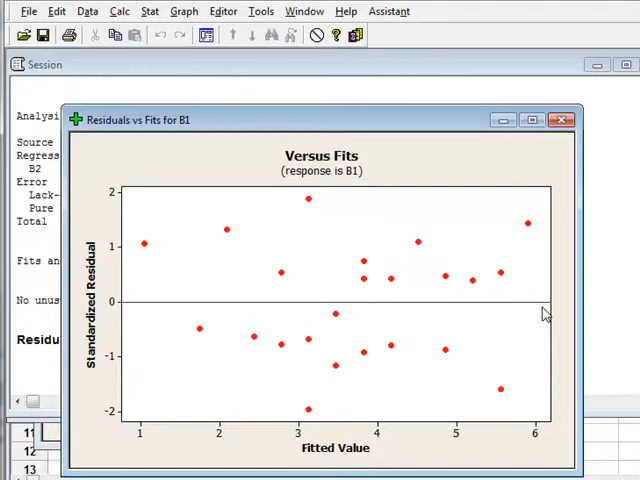 File Edit Data Calc Stat Graph Editor Tools Window Help Assistant
Session
Analysi
Source
Regress
B2
Error
Lack-
Pure
Total
Fits an
No unus
Residu
Residuals vs Fits for B1
Versus Fits
(response is B1)
Standardized Residual
2
1
0
-1
-2
1 2 3 4 5 6
Fitted Value
11
12
13